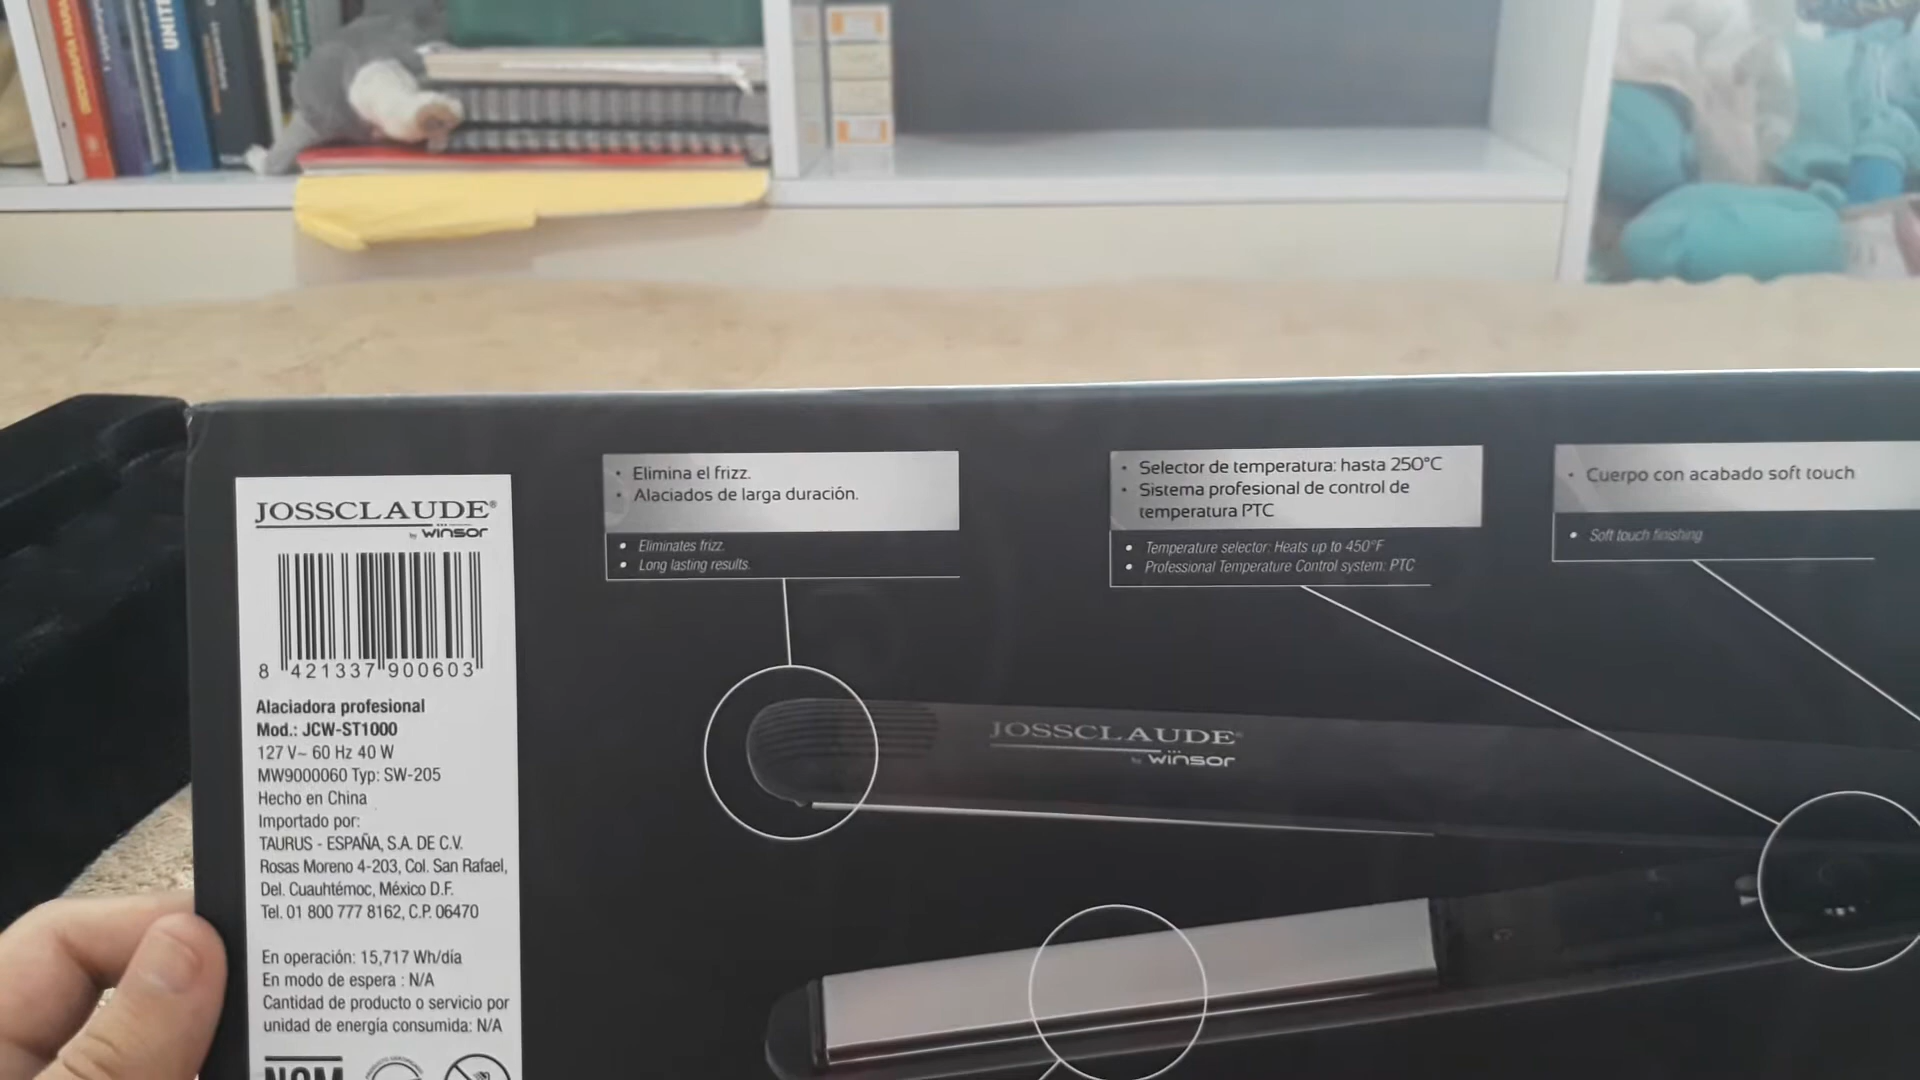 UNITE
JOSSCLAUDE®
by winsor
8 421337 900603
Alaciadora profesional
Mod.: JCW-ST1000
127 V~ 60 Hz 40 W
MW9000060 Typ: SW-205
Hecho en China
Importado por:
TAURUS - ESPAÑA, S.A. DE C.V.
Rosas Moreno 4-203, Col. San Rafael,
Del. Cuauhtémoc, México D.F.
Tel. 01 800 777 8162, C.P. 06470
En operación: 15,717 Wh/día
En modo de espera : N/A
Cantidad de producto o servicio por
unidad de energía consumida: N/A
NOM
• Elimina el frizz.
• Alaciados de larga duración.
• Eliminates frizz.
• Long lasting results.
• Selector de temperatura: hasta 250°C
• Sistema profesional de control de
temperatura PTC
• Temperature selector: Heats up to 450°F
• Professional Temperature Control system: PTC
• Cuerpo con acabado soft touch
• Soft touch finishing
JOSSCLAUDE®
by winsor